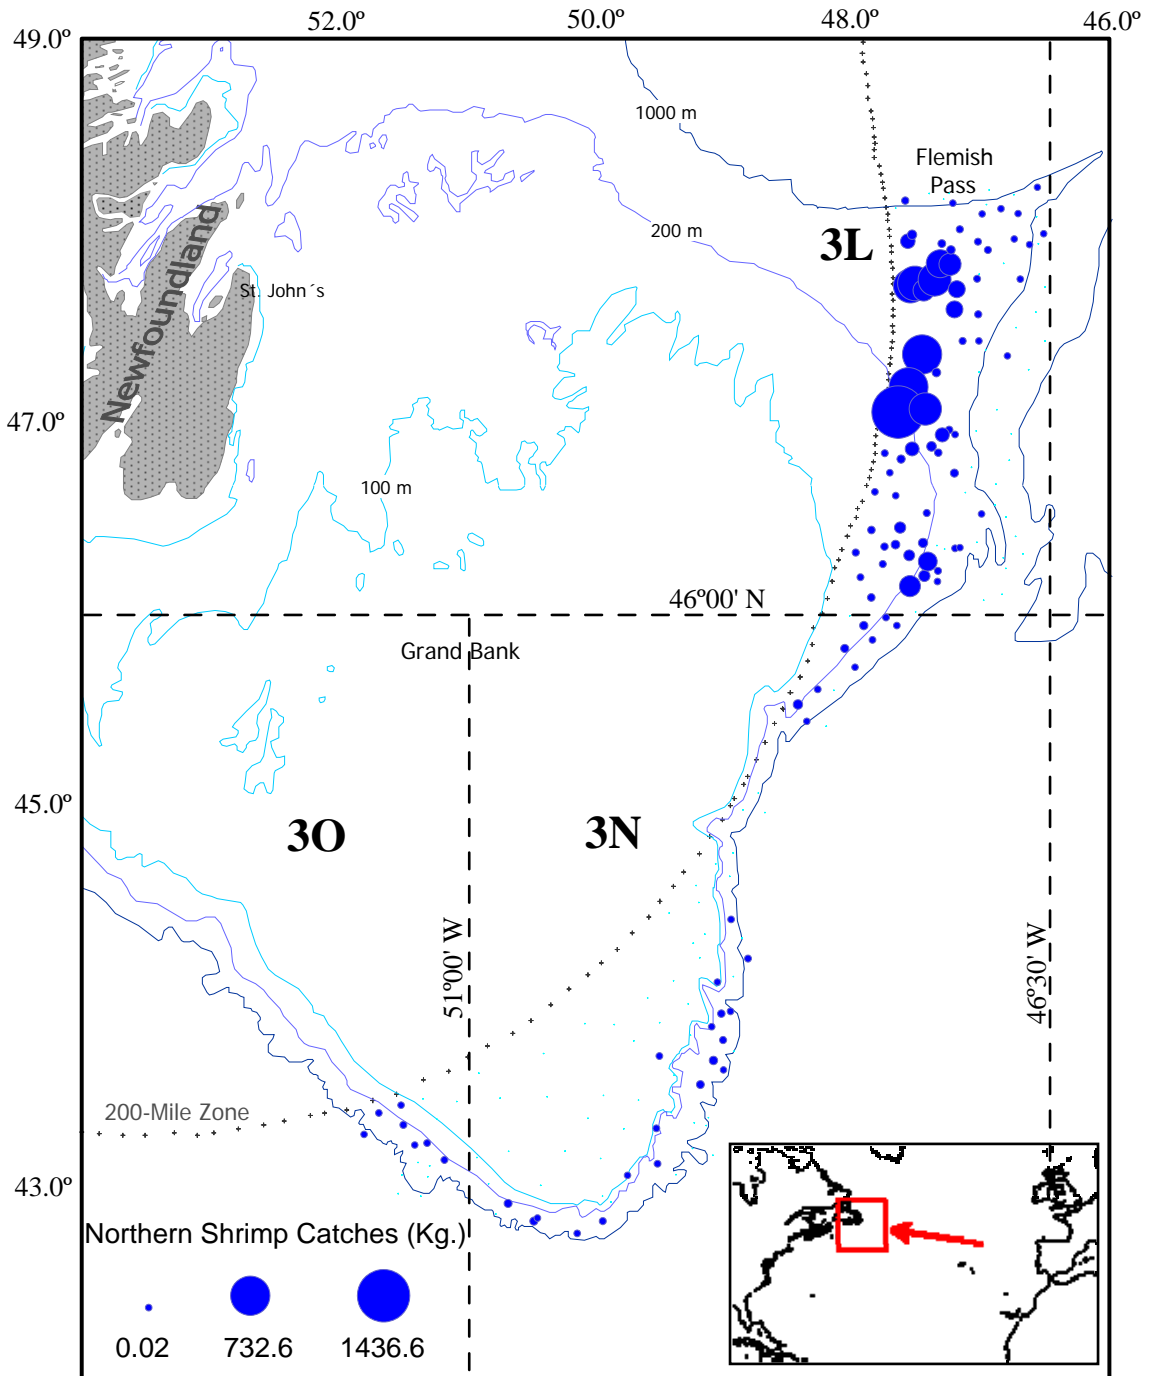 52.0º 50.0º 48.0º 46.0º
49.0º
1000 m
Flemish
Pass
200 m
3L
Newfoundland
St. John´s
47.0º
100 m
46º00' N
Grand Bank
45.0º
3O
3N
51º00' W
46º30' W
200-Mile Zone
43.0º
Northern Shrimp Catches (Kg.)
0.02 732.6 1436.6